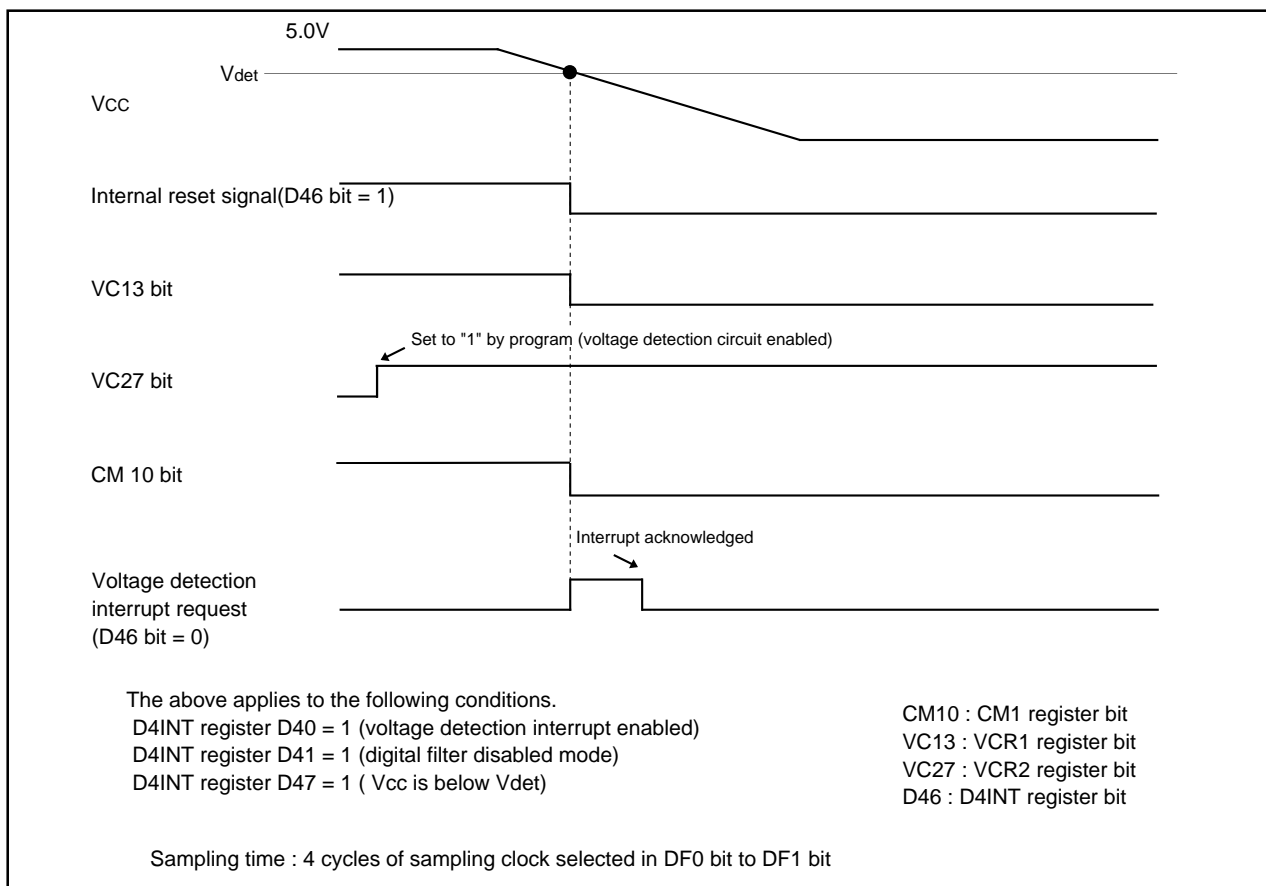 5.0V
Vdet
VCC
Internal reset signal(D46 bit = 1)
VC13 bit
Set to "1" by program (voltage detection circuit enabled)
VC27 bit
CM 10 bit
Interrupt acknowledged
Voltage detection
interrupt request
(D46 bit = 0)
The above applies to the following conditions.
D4INT register D40 = 1 (voltage detection interrupt enabled)
D4INT register D41 = 1 (digital filter disabled mode)
D4INT register D47 = 1 ( Vcc is below Vdet)
CM10 : CM1 register bit
VC13 : VCR1 register bit
VC27 : VCR2 register bit
D46 : D4INT register bit
Sampling time : 4 cycles of sampling clock selected in DF0 bit to DF1 bit